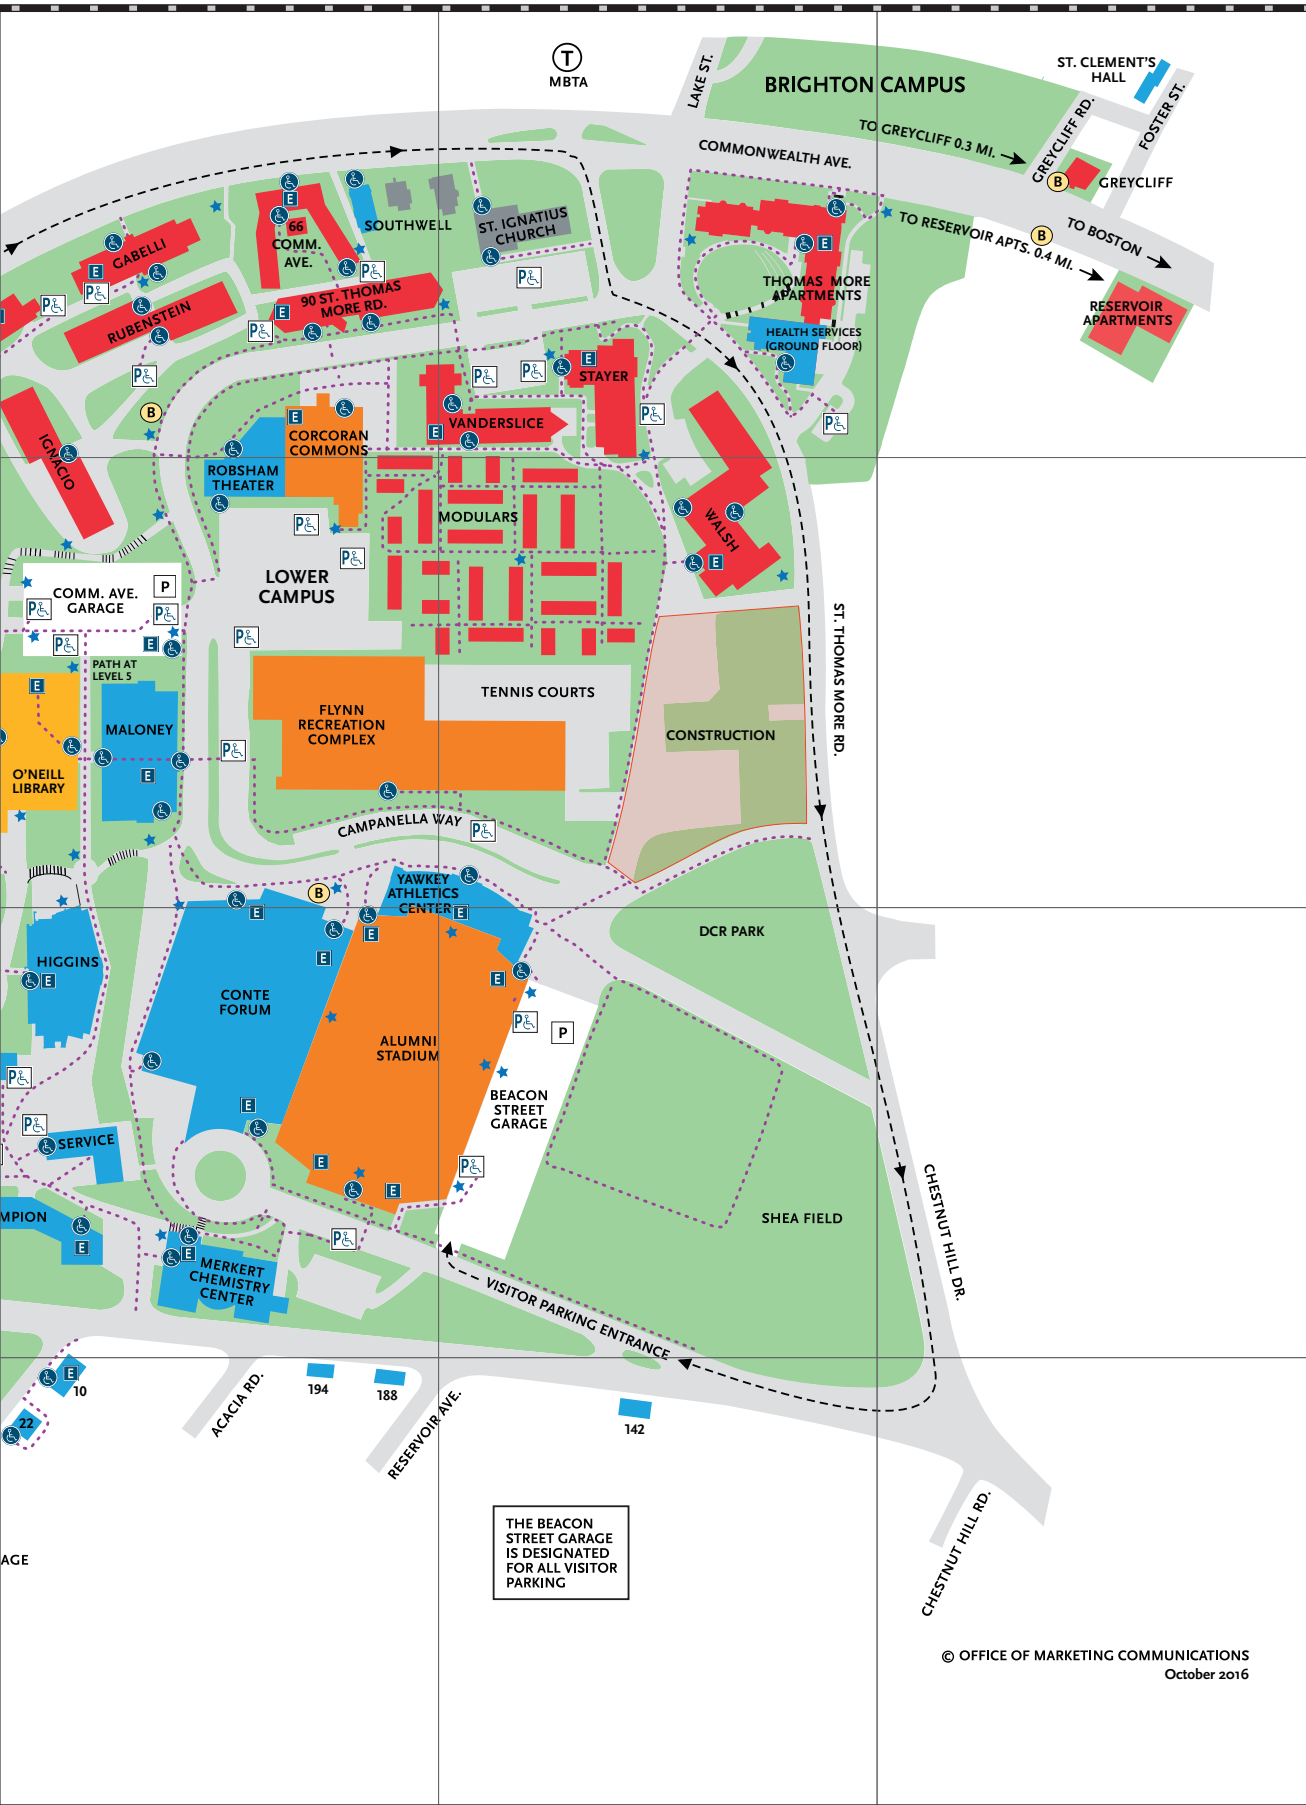 T
MBTA
LAKE ST.
BRIGHTON CAMPUS
ST. CLEMENT'S
HALL
GREYCLIFF RD.
FOSTER ST.
TO GREYCLIFF 0.3 MI.
COMMONWEALTH AVE.
B
GREYCLIFF
TO RESERVOIR APTS. 0.4 MI.
B
TO BOSTON
RESERVOIR
APARTMENTS
E
66
COMM.
AVE.
SOUTHWELL
ST. IGNATIUS
CHURCH
GABELLI
E
P
P
P
P
90 ST. THOMAS
MORE RD.
E
P
RUBENSTEIN
E
THOMAS MORE
APARTMENTS
HEALTH SERVICES
(GROUND FLOOR)
P
B
P
P
E
STAYER
P
P
IGNACIO
E
CORCORAN
COMMONS
E
VANDERSLICE
ROBSHAM
THEATER
MODULARS
WALSH
E
P
P
LOWER
CAMPUS
COMM. AVE.
GARAGE
P
P
P
P
E
P
PATH AT
LEVEL 5
ST. THOMAS MORE RD.
E
MALONEY
E
O'NEILL
LIBRARY
P
FLYNN
RECREATION
COMPLEX
TENNIS COURTS
CONSTRUCTION
CAMPANELLA WAY
P
B
YAWKEY
ATHLETICS
CENTER
E
E
E
E
E
DCR PARK
HIGGINS
E
CONTE
FORUM
ALUMNI
STADIUM
P
P
P
P
BEACON
STREET
GARAGE
E
SERVICE
E
E
P
P
MPION
E
E
MERKERT
CHEMISTRY
CENTER
SHEA FIELD
VISITOR PARKING ENTRANCE
CHESTNUT HILL DR.
E
10
22
ACACIA RD.
194
188
RESERVOIR AVE.
142
CHESTNUT HILL RD.
THE BEACON
STREET GARAGE
IS DESIGNATED
FOR ALL VISITOR
PARKING
AGE
© OFFICE OF MARKETING COMMUNICATIONS
October 2016